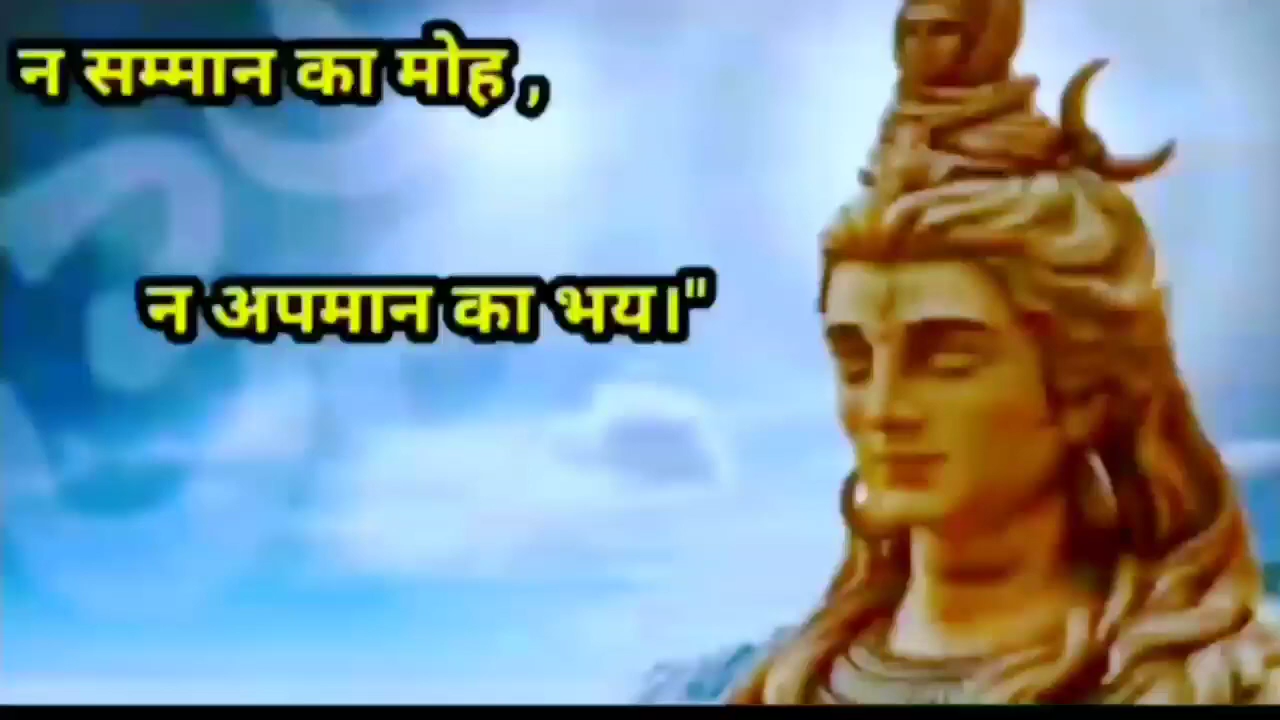 न सम्मान का मोह ,
न अपमान का भय।"